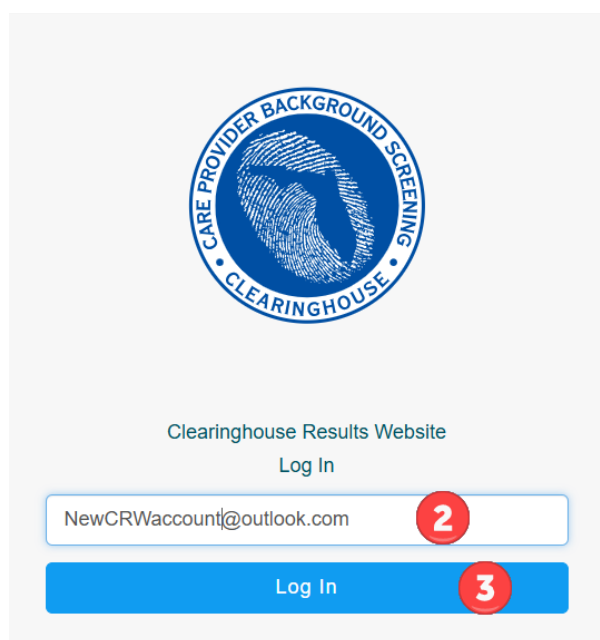 CARE PROVIDER BACKGROUND SCREENING
• CLEARINGHOUSE •
Clearinghouse Results Website
Log In
NewCRWaccount@outlook.com 2
Log In 3